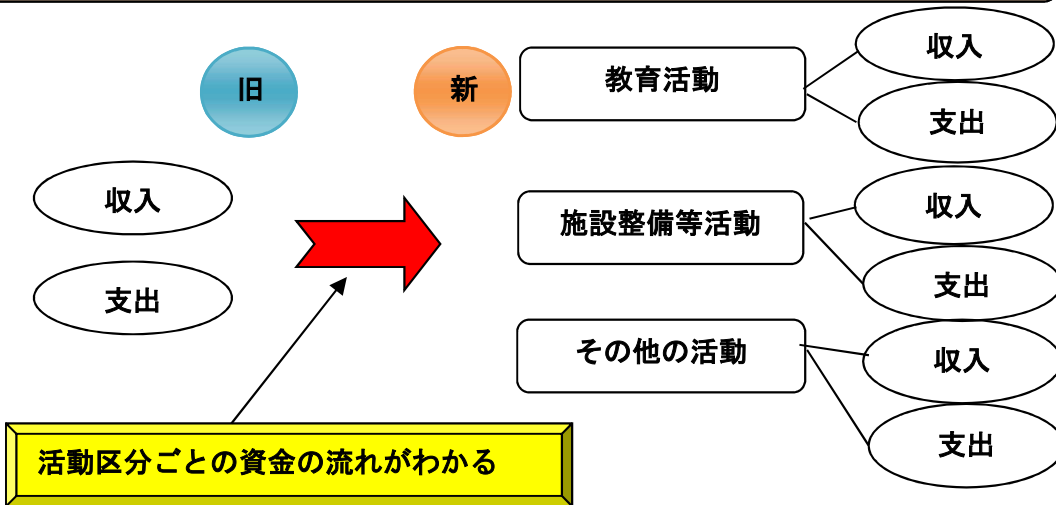 旧
新
収入
支出
教育活動
収入
支出
施設整備等活動
収入
支出
その他の活動
収入
支出
活動区分ごとの資金の流れがわかる